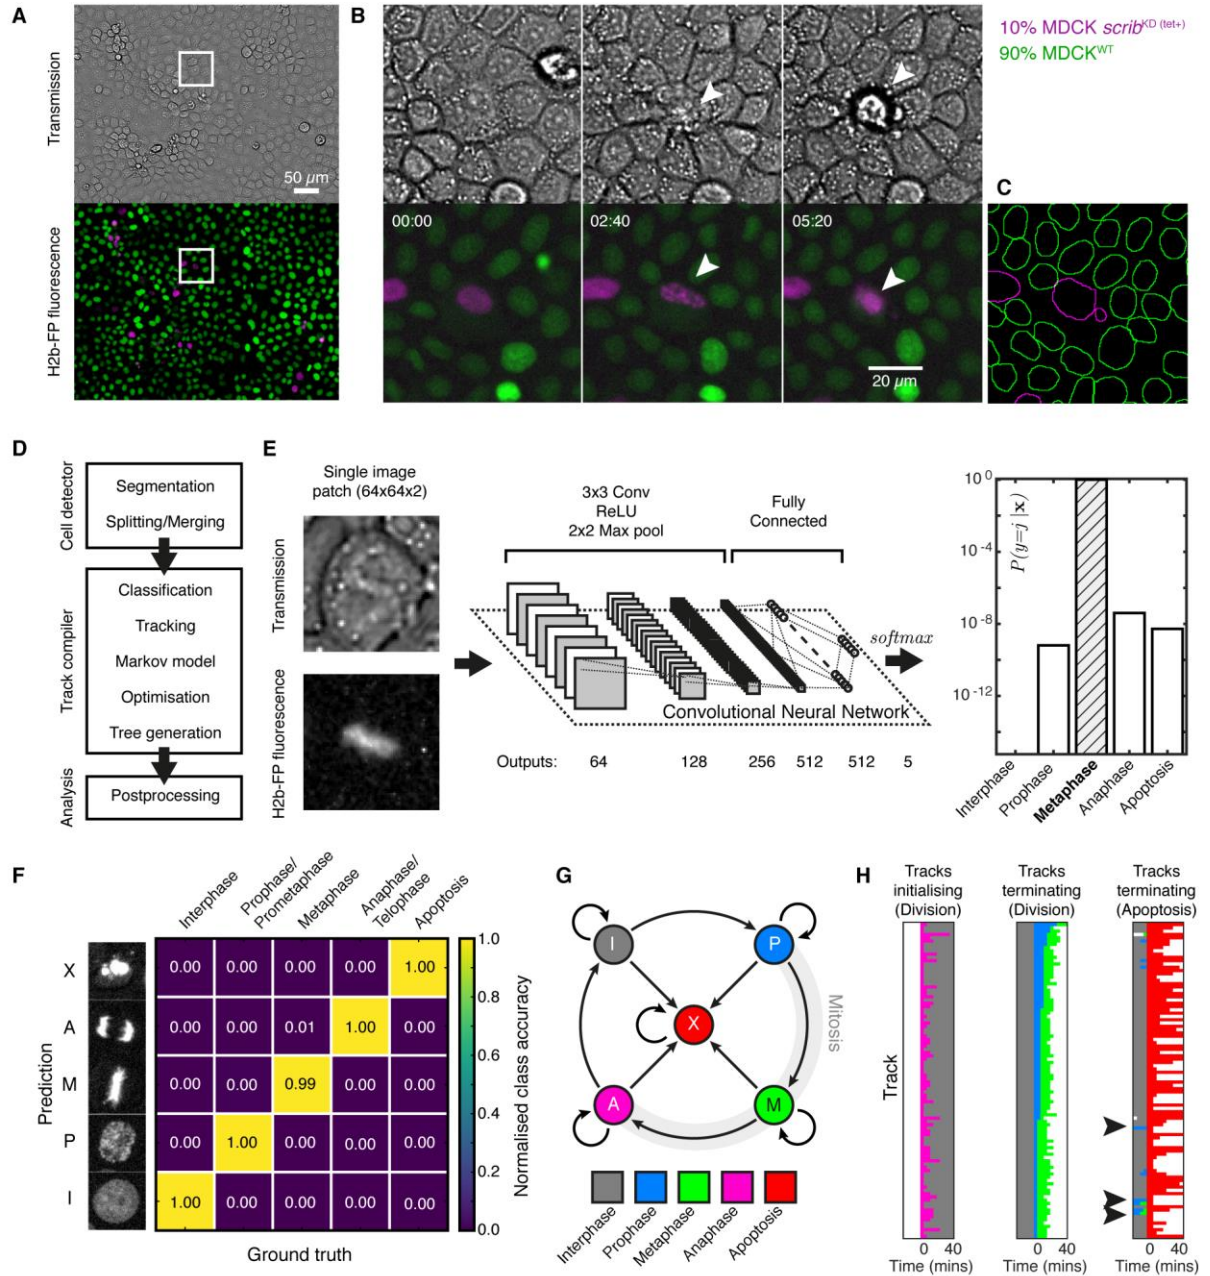 A
Transmission
50 µm
H2b-FP fluorescence
B
00:00
02:40
05:20
20 µm
10% MDCK scrib^KD (tet+)
90% MDCK^WT
C
D
Cell detector
Segmentation
Splitting/Merging
Track compiler
Classification
Tracking
Markov model
Optimisation
Tree generation
Analysis
Postprocessing
E
Single image
patch (64x64x2)
Transmission
H2b-FP fluorescence
3x3 Conv
ReLU
2x2 Max pool
Fully
Connected
Convolutional Neural Network
softmax
Outputs: 64 128 256 512 512 5
P(y=j |x)
10^0
10^-4
10^-8
10^-12
Interphase
Prophase
Metaphase
Anaphase
Apoptosis
F
Interphase
Prophase/
Prometaphase
Metaphase
Anaphase/
Telophase
Apoptosis
Prediction
X 0.00 0.00 0.00 0.00 1.00
A 0.00 0.00 0.01 1.00 0.00
M 0.00 0.00 0.99 0.00 0.00
P 0.00 1.00 0.00 0.00 0.00
I 1.00 0.00 0.00 0.00 0.00
Ground truth
1.0
0.8
0.6
0.4
0.2
0.0
Normalised class accuracy
G
I
P
X
A
M
Mitosis
Interphase
Prophase
Metaphase
Anaphase
Apoptosis
H
Tracks
initialising
(Division)
Tracks
terminating
(Division)
Tracks
terminating
(Apoptosis)
Track
0 40
Time (mins)
0 40
Time (mins)
0 40
Time (mins)